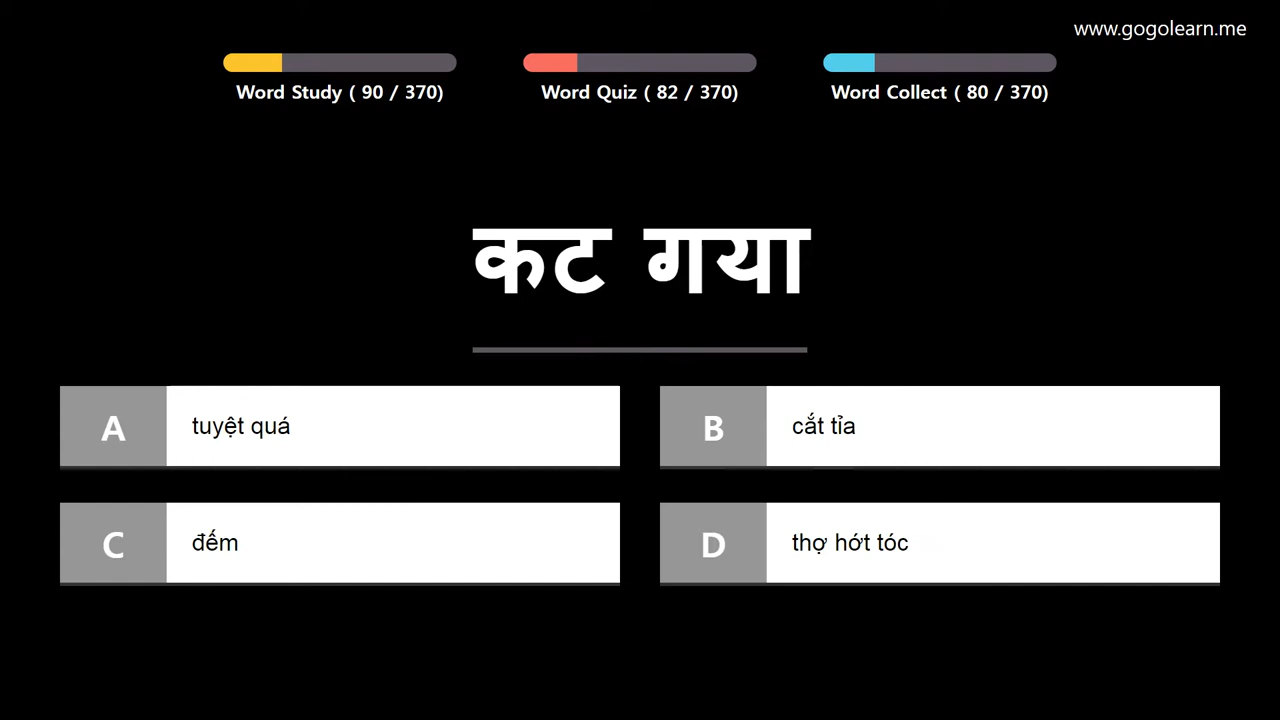 www.gogolearn.me
Word Study ( 90 / 370)
Word Quiz ( 82 / 370)
Word Collect ( 80 / 370)
कट गया
A tuyệt quá
B cắt tỉa
C đếm
D thợ hớt tóc